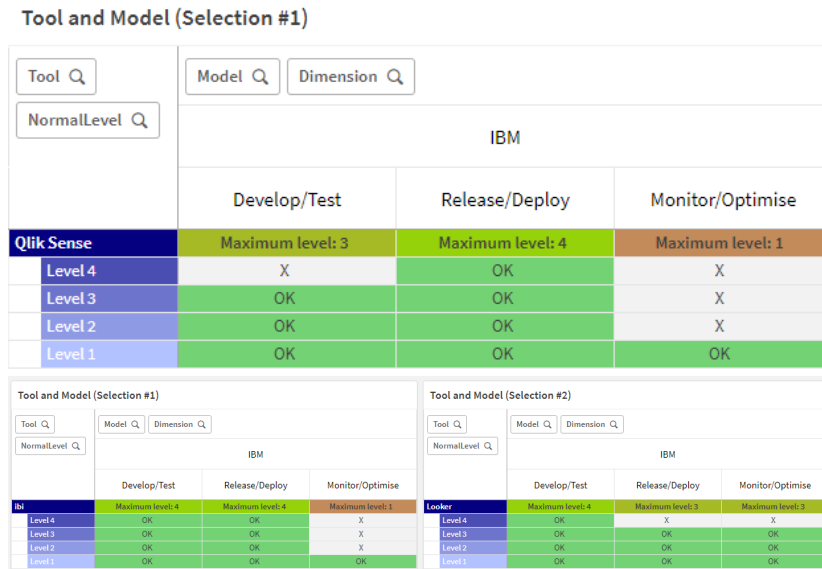 Tool and Model (Selection #1)
Tool
Model Dimension
NormalLevel
IBM
Develop/Test Release/Deploy Monitor/Optimise
Qlik Sense Maximum level: 3 Maximum level: 4 Maximum level: 1
Level 4 X OK X
Level 3 OK OK X
Level 2 OK OK X
Level 1 OK OK OK
Tool and Model (Selection #1)
Tool
Model Dimension
NormalLevel
IBM
Develop/Test Release/Deploy Monitor/Optimise
ibi Maximum level: 4 Maximum level: 4 Maximum level: 1
Level 4 OK OK X
Level 3 OK OK X
Level 2 OK OK X
Level 1 OK OK OK
Tool and Model (Selection #2)
Tool
Model Dimension
NormalLevel
IBM
Develop/Test Release/Deploy Monitor/Optimise
Looker Maximum level: 4 Maximum level: 3 Maximum level: 3
Level 4 OK X X
Level 3 OK OK OK
Level 2 OK OK OK
Level 1 OK OK OK